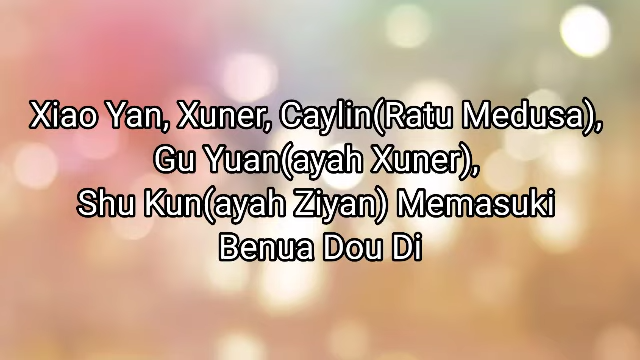 Xiao Yan, Xuner, Caylin(Ratu Medusa),
Gu Yuan(ayah Xuner),
Shu Kun(ayah Ziyan) Memasuki
Benua Dou Di